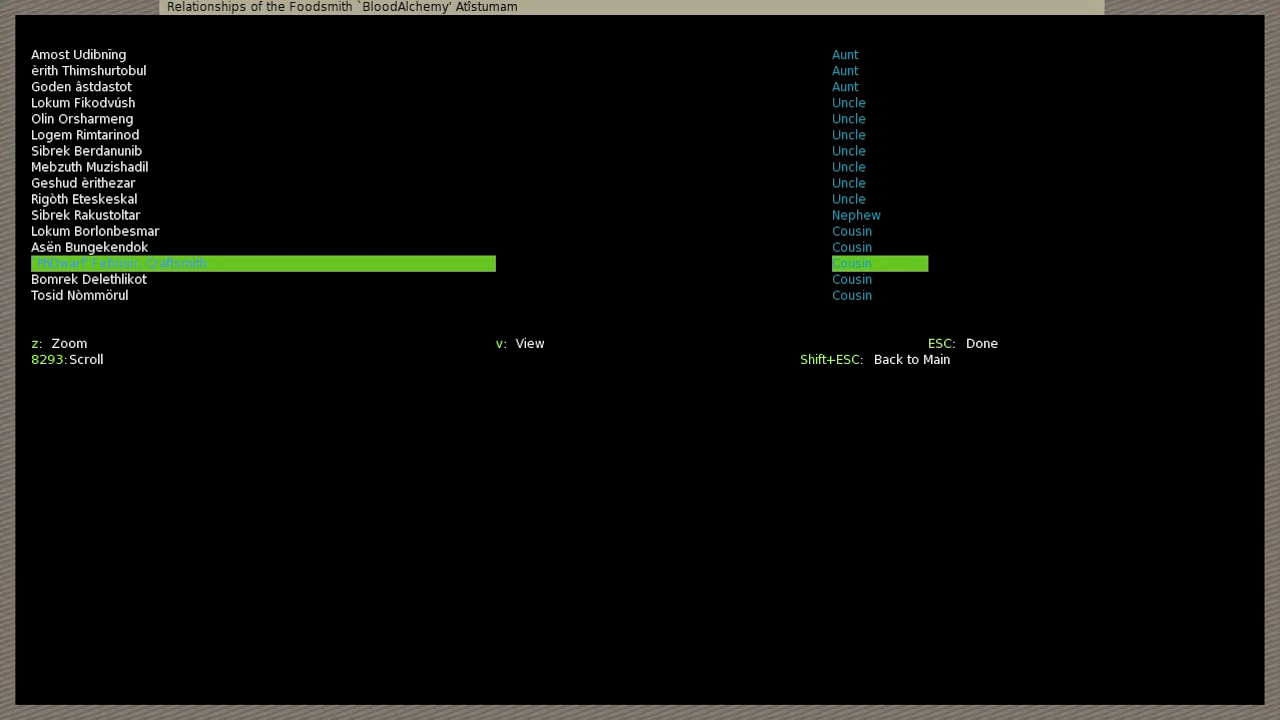 Relationships of the Foodsmith `BloodAlchemy' Atîstumam
Amost Udibnïng Aunt
èrith Thimshurtobul Aunt
Goden âstdastot Aunt
Lokum Fikodvúsh Uncle
Olin Orsharmeng Uncle
Logem Rimtarinod Uncle
Sibrek Berdanunib Uncle
Mebzuth Muzishadil Uncle
Geshud èrithezar Uncle
Rigòth Eteskeskal Uncle
Sibrek Rakustoltar Nephew
Lokum Borlonbesmar Cousin
Asën Bungekendok Cousin
Craftsmith Cousin
Bomrek Delethlikot Cousin
Tosid Nòmmörul Cousin
z: Zoom v: View ESC: Done
8293:Scroll Shift+ESC: Back to Main